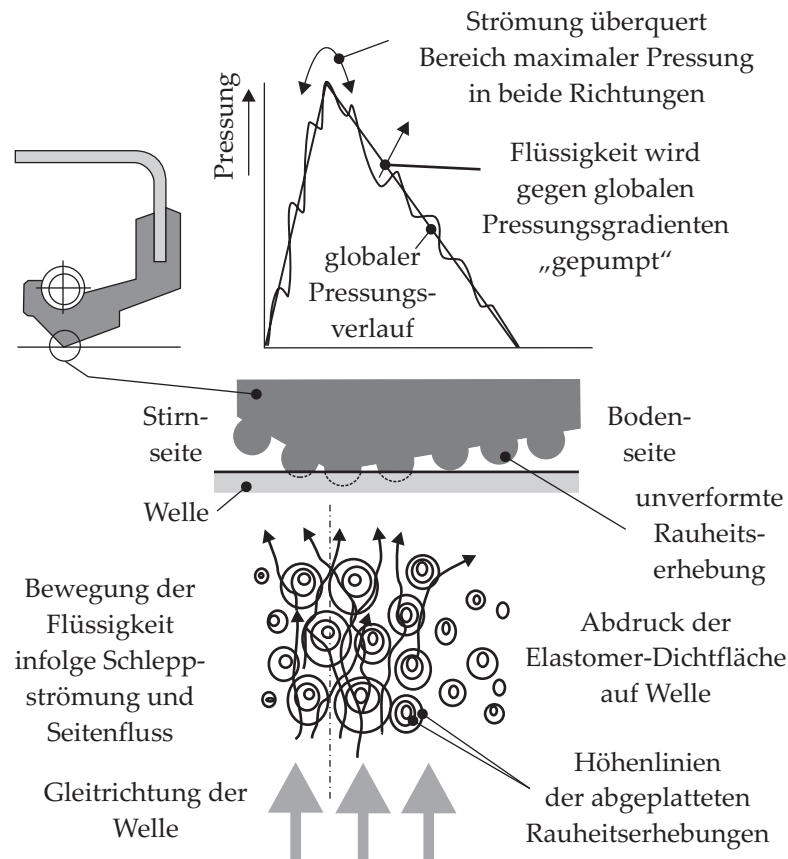 Strömung überquert
Bereich maximaler Pressung
in beide Richtungen
Pressung
Flüssigkeit wird
gegen globalen
Pressungsgradienten
„gepumpt“
globaler
Pressungs-
verlauf
Stirn-
seite
Boden-
seite
Welle
unverformte
Rauheits-
erhebung
Bewegung der
Flüssigkeit
infolge Schlepp-
strömung und
Seitenfluss
Abdruck der
Elastomer-Dichtfläche
auf Welle
Gleitrichtung der
Welle
Höhenlinien
der abgeplatteten
Rauheitserhebungen